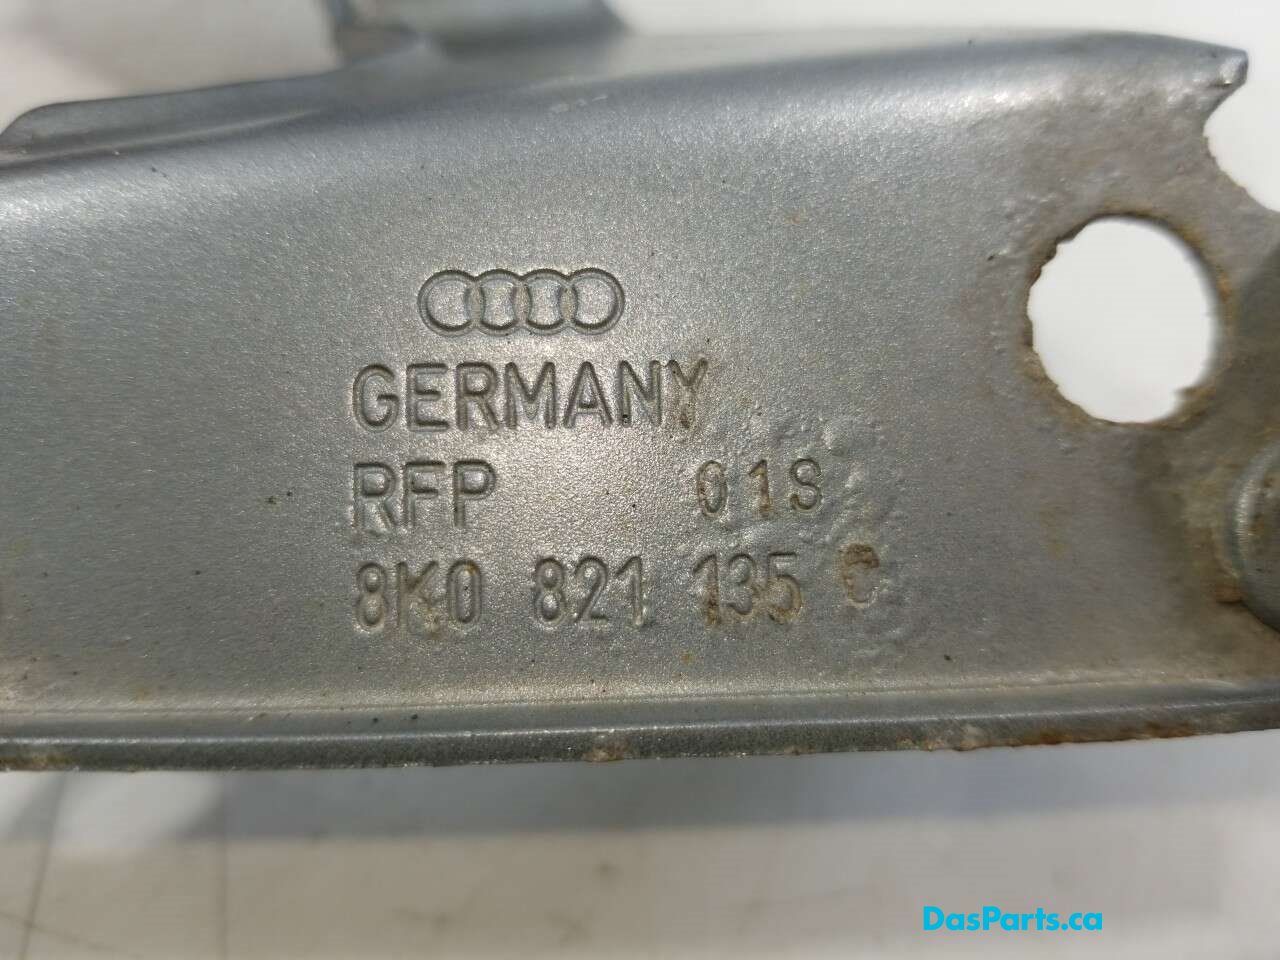 GERMANY
RFP 01S
8K0 821 135 C
DasParts.ca